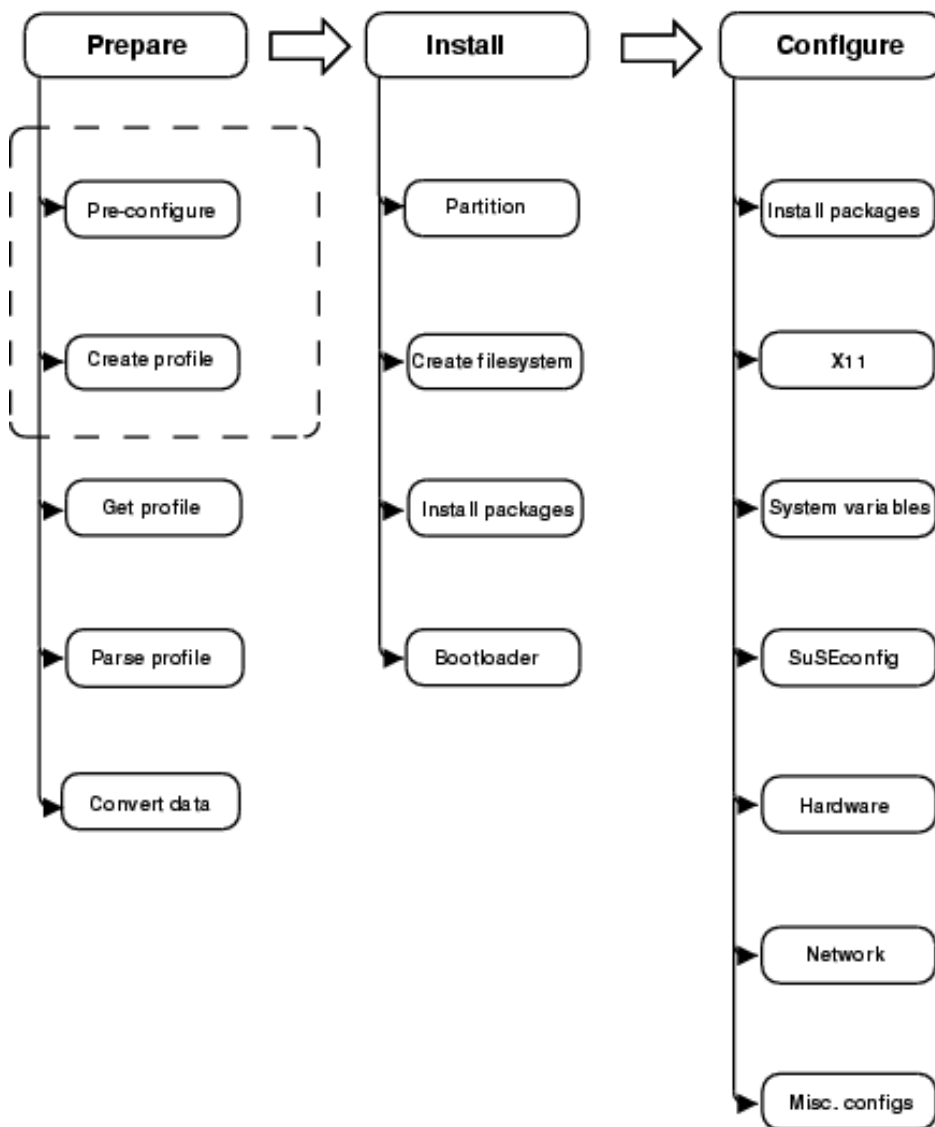 Prepare
Install
Configure
Pre-configure
Create profile
Get profile
Parse profile
Convert data
Partition
Create filesystem
Install packages
Bootloader
Install packages
X11
System variables
SuSEconfig
Hardware
Network
Misc. configs